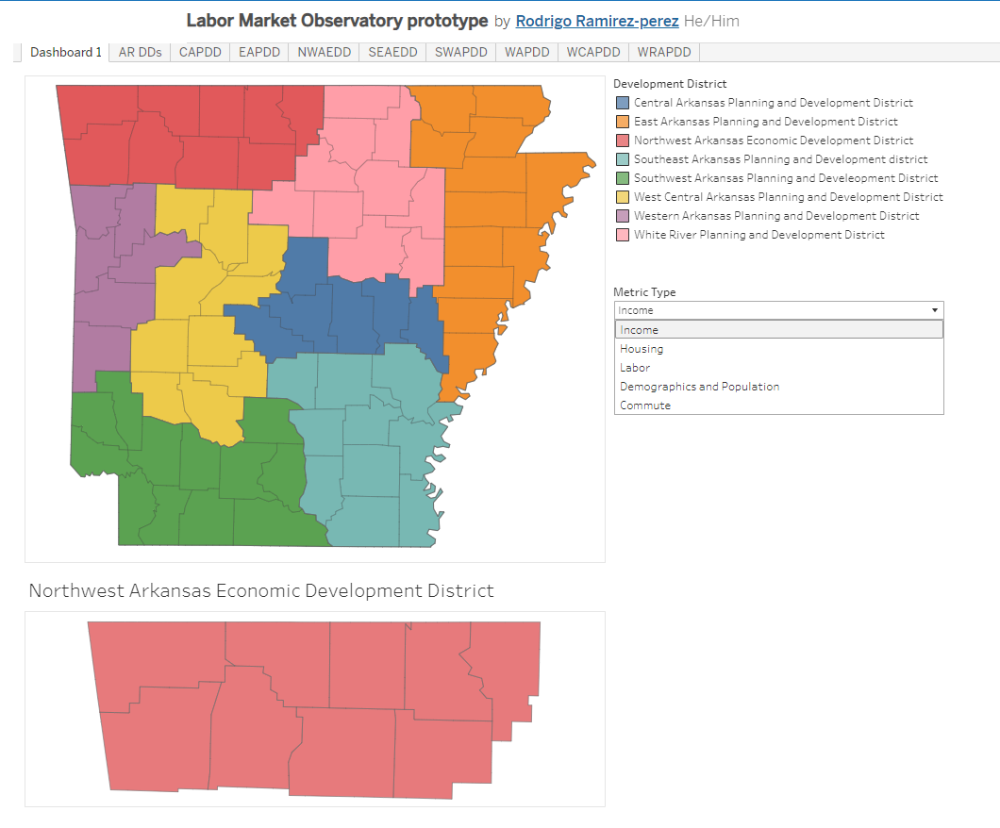 Labor Market Observatory prototype by Rodrigo Ramirez-perez He/Him
Dashboard 1 AR DDs CAPDD EAPDD NWAEDD SEAEDD SWAPDD WAPDD WCAPDD WRAPDD
Development District
Central Arkansas Planning and Development District
East Arkansas Planning and Development District
Northwest Arkansas Economic Development District
Southeast Arkansas Planning and Development district
Southwest Arkansas Planning and Develeopment District
West Central Arkansas Planning and Development District
Western Arkansas Planning and Development District
White River Planning and Development District
Metric Type
Income
Income
Housing
Labor
Demographics and Population
Commute
Northwest Arkansas Economic Development District